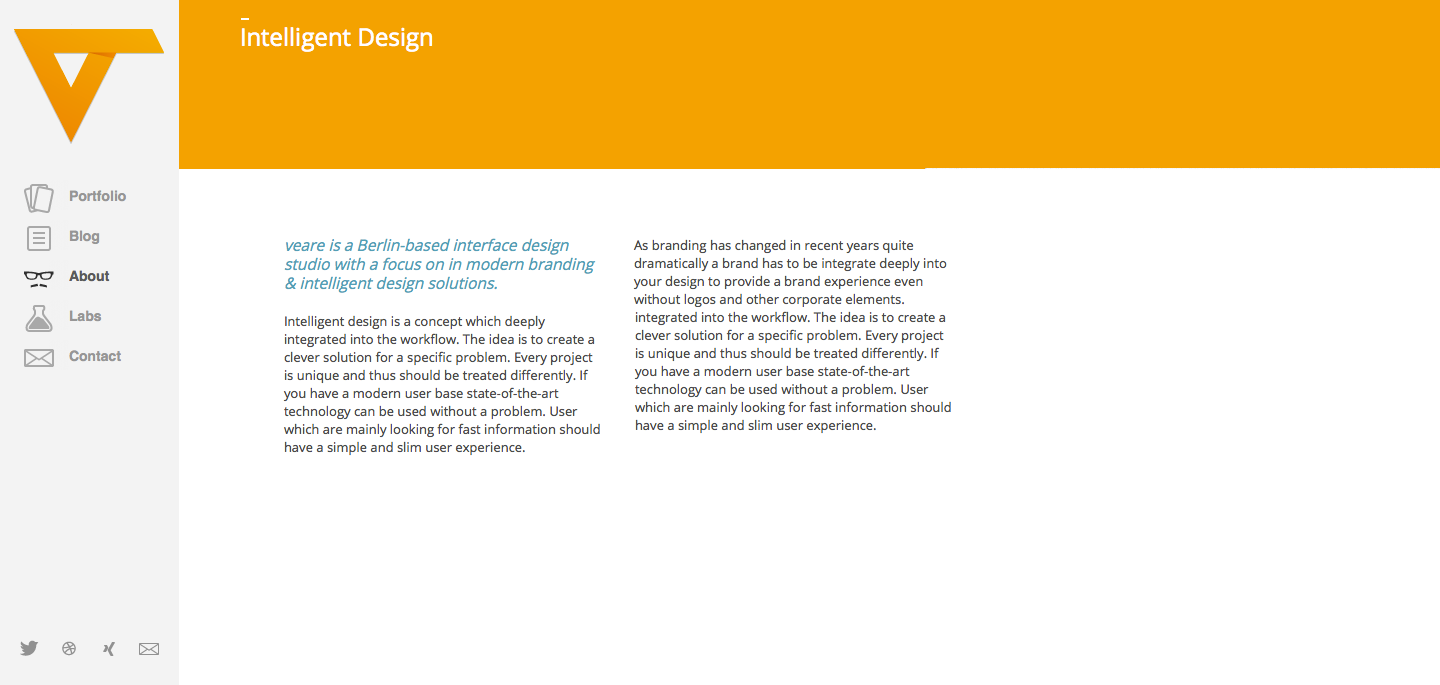 Intelligent Design
Portfolio
Blog
About
Labs
Contact
veare is a Berlin-based interface design
studio with a focus on in modern branding
& intelligent design solutions.
Intelligent design is a concept which deeply
integrated into the workflow. The idea is to create a
clever solution for a specific problem. Every project
is unique and thus should be treated differently. If
you have a modern user base state-of-the-art
technology can be used without a problem. User
which are mainly looking for fast information should
have a simple and slim user experience.
As branding has changed in recent years quite
dramatically a brand has to be integrate deeply into
your design to provide a brand experience even
without logos and other corporate elements.
integrated into the workflow. The idea is to create a
clever solution for a specific problem. Every project
is unique and thus should be treated differently. If
you have a modern user base state-of-the-art
technology can be used without a problem. User
which are mainly looking for fast information should
have a simple and slim user experience.